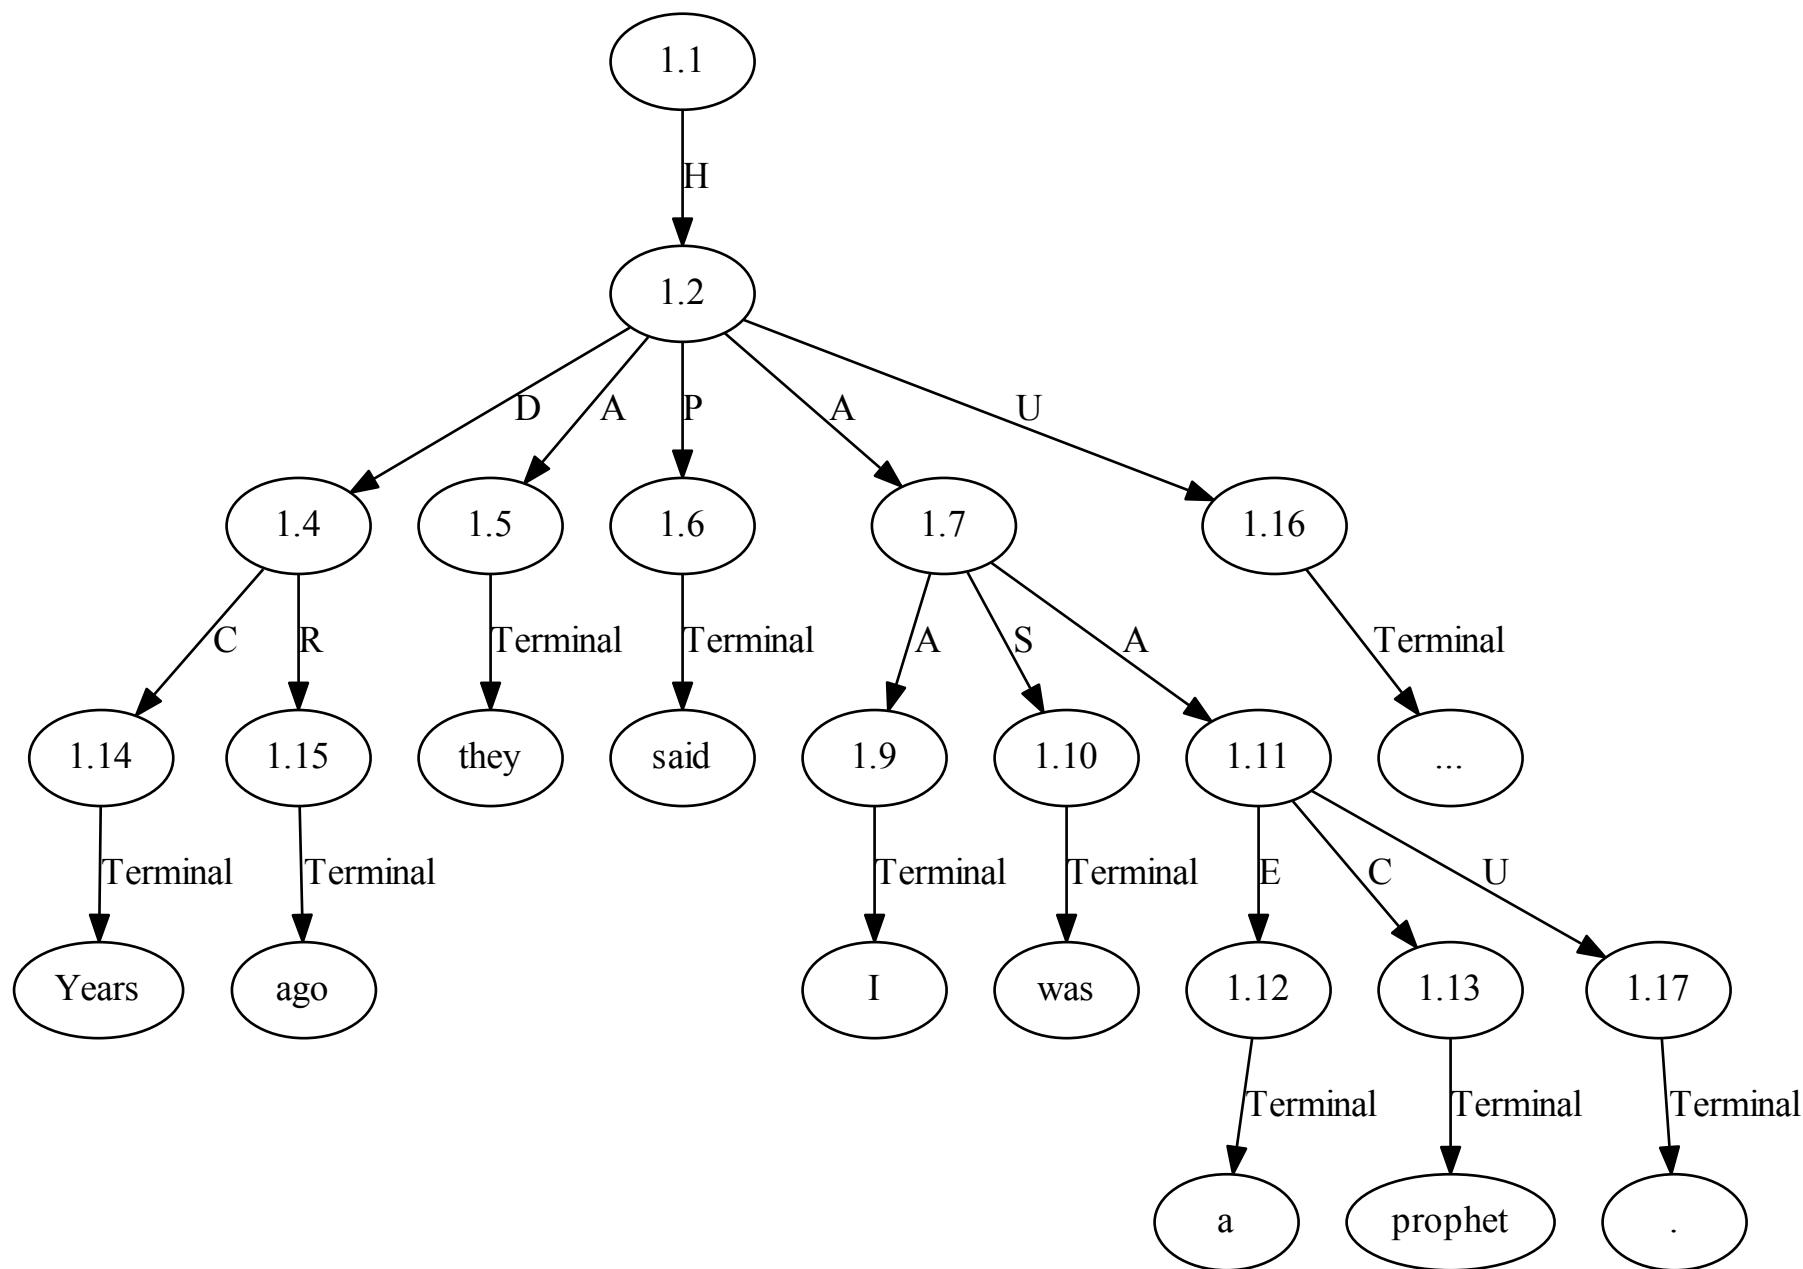 1.1
H
1.2
D A P A U
1.4 1.5 1.6 1.7 1.16
C R Terminal Terminal A S A Terminal
1.14 1.15 they said 1.9 1.10 1.11 ...
Terminal Terminal Terminal Terminal E C U
Years ago I was 1.12 1.13 1.17
Terminal Terminal Terminal
a prophet .